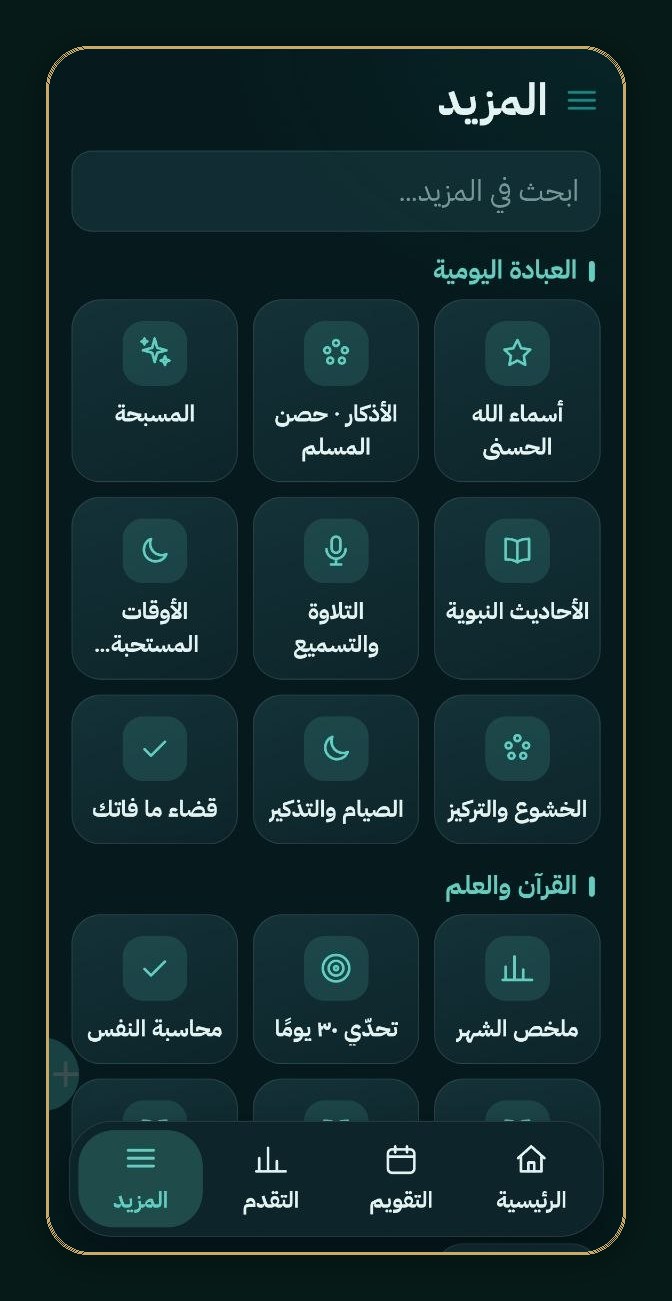 المزيد
ابحث في المزيد...
العبادة اليومية
أسماء الله
الحسنى
الأذكار · حصن
المسلم
المسبحة
الأحاديث النبوية
التلاوة
والتسميع
الأوقات
المستحبة...
الخشوع والتركيز
الصيام والتذكير
قضاء ما فاتك
القرآن والعلم
ملخص الشهر
تحدّي ٣٠ يومًا
محاسبة النفس
الرئيسية
التقويم
التقدم
المزيد